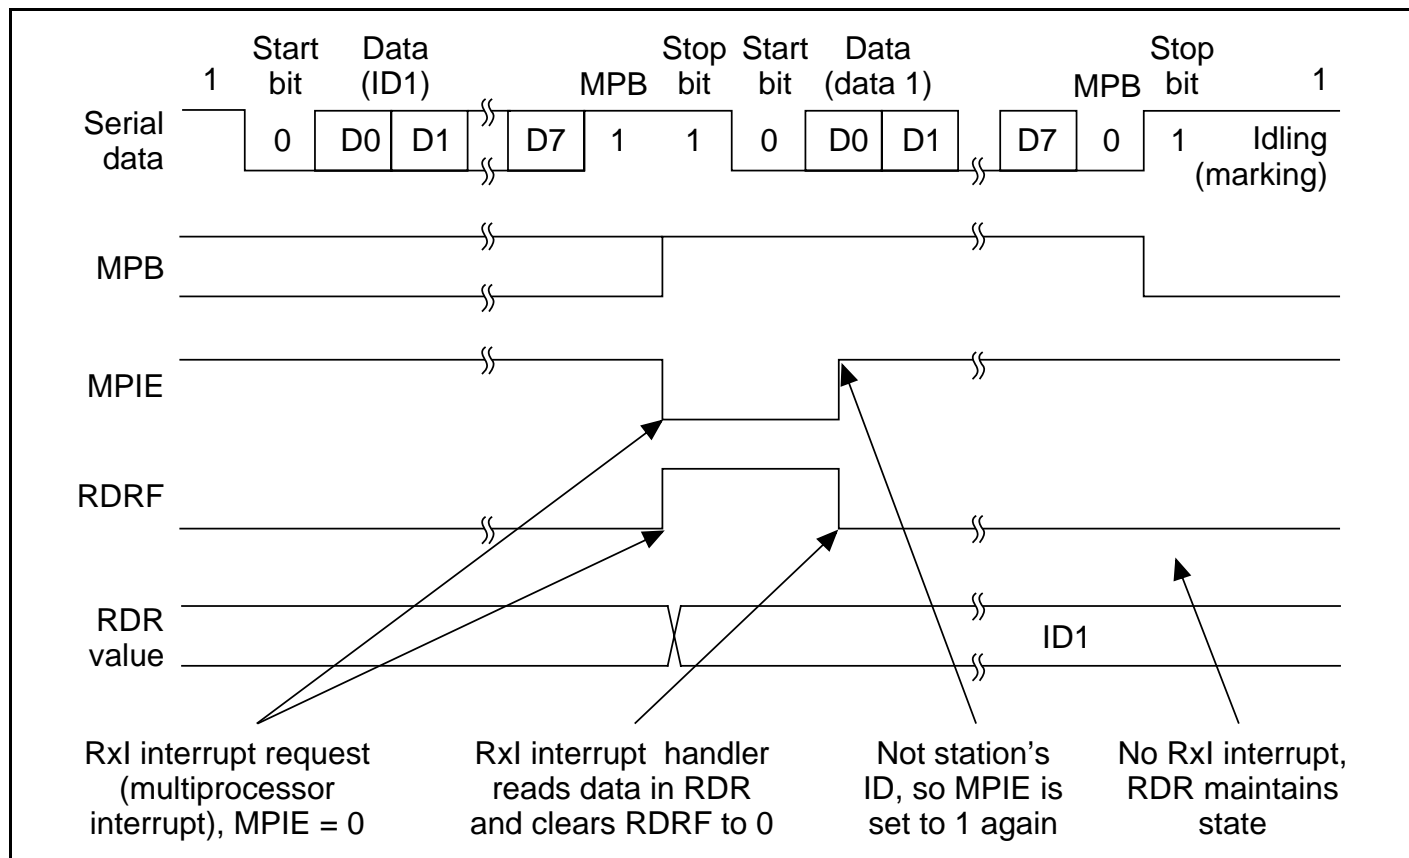 Start Data Stop Start Data Stop
1 bit (ID1) MPB bit bit (data 1) MPB bit 1
Serial data 0 D0 D1 D7 1 1 0 D0 D1 D7 0 1 Idling (marking)
MPB
MPIE
RDRF
RDR
value ID1
RxI interrupt request
(multiprocessor
interrupt), MPIE = 0
RxI interrupt handler
reads data in RDR
and clears RDRF to 0
Not station's
ID, so MPIE is
set to 1 again
No RxI interrupt,
RDR maintains
state